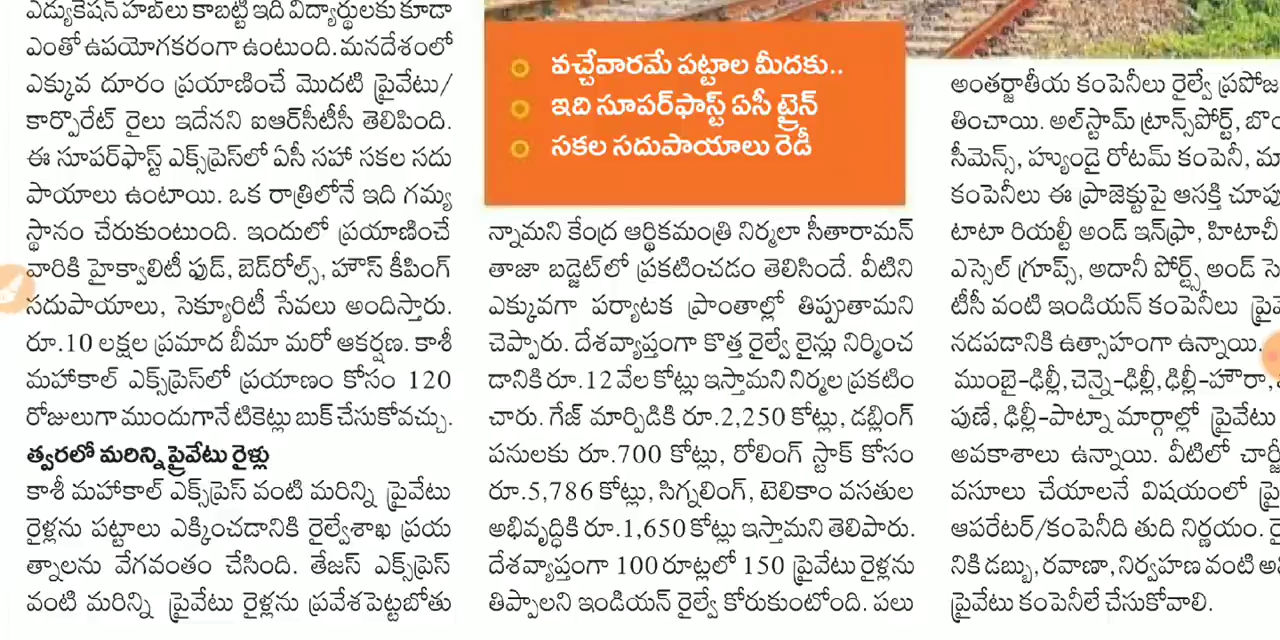 ఎడ్యుకేషన్ హబ్‌లు కాబట్టి ఇది విద్యార్థులకు కూడా
ఎంతో ఉపయోగకరంగా ఉంటుంది. మనదేశంలో
ఎక్కువ దూరం ప్రయాణించే మొదటి ప్రైవేటు/
కార్పొరేట్ రైలు ఇదేనని ఐఆర్‌సీటీసీ తెలిపింది.
ఈ సూపర్‌ఫాస్ట్ ఎక్స్‌ప్రెస్‌లో ఏసీ సహా సకల సదు
పాయాలు ఉంటాయి. ఒక రాత్రిలోనే ఇది గమ్య
స్థానం చేరుకుంటుంది. ఇందులో ప్రయాణించే
వారికి హైక్వాలిటీ ఫుడ్, బెడ్‌రోల్స్, హౌస్ కీపింగ్
సదుపాయాలు, సెక్యూరిటీ సేవలు అందిస్తారు.
రూ.10 లక్షల ప్రమాద బీమా మరో ఆకర్షణ. కాశీ
మహాకాల్ ఎక్స్‌ప్రెస్‌లో ప్రయాణం కోసం 120
రోజులుగా ముందుగానే టికెట్లు బుక్ చేసుకోవచ్చు.
త్వరలో మరిన్ని ప్రైవేటు రైళ్లు
కాశీ మహాకాల్ ఎక్స్‌ప్రెస్ వంటి మరిన్ని ప్రైవేటు
రైళ్లను పట్టాలు ఎక్కించడానికి రైల్వేశాఖ ప్రయ
త్నాలను వేగవంతం చేసింది. తేజస్ ఎక్స్‌ప్రెస్
వంటి మరిన్ని ప్రైవేటు రైళ్లను ప్రవేశపెట్టబోతు
వచ్చేవారమే పట్టాల మీదకు..
ఇది సూపర్‌ఫాస్ట్ ఏసీ ట్రైన్
సకల సదుపాయాలు రెడీ
న్నామని కేంద్ర ఆర్థికమంత్రి నిర్మలా సీతారామన్
తాజా బడ్జెట్‌లో ప్రకటించడం తెలిసిందే. వీటిని
ఎక్కువగా పర్యాటక ప్రాంతాల్లో తిప్పుతామని
చెప్పారు. దేశవ్యాప్తంగా కొత్త రైల్వే లైన్లు నిర్మించ
డానికి రూ.12 వేల కోట్లు ఇస్తామని నిర్మల ప్రకటిం
చారు. గేజ్ మార్పిడికి రూ.2,250 కోట్లు, డబ్లింగ్
పనులకు రూ.700 కోట్లు, రోలింగ్ స్టాక్ కోసం
రూ.5,786 కోట్లు, సిగ్నలింగ్, టెలికాం వసతుల
అభివృద్ధికి రూ.1,650 కోట్లు ఇస్తామని తెలిపారు.
దేశవ్యాప్తంగా 100 రూట్లలో 150 ప్రైవేటు రైళ్లను
తిప్పాలని ఇండియన్ రైల్వే కోరుకుంటోంది. పలు
అంతర్జాతీయ కంపెనీలు రైల్వే ప్రపోజ
తించాయి. అల్‌స్టామ్ ట్రాన్స్‌పోర్ట్, బొం
సీమెన్స్, హ్యుండై రోటమ్ కంపెనీ, మా
కంపెనీలు ఈ ప్రాజెక్టుపై ఆసక్తి చూపు
టాటా రియల్టీ అండ్ ఇన్‌ఫ్రా, హిటాచీ
ఎస్సెల్ గ్రూప్స్, అదానీ పోర్ట్స్ అండ్ సె
టీసీ వంటి ఇండియన్ కంపెనీలు ప్రైవే
నడపడానికి ఉత్సాహంగా ఉన్నాయి.
ముంబై-ఢిల్లీ, చెన్నై-ఢిల్లీ, ఢిల్లీ-హౌరా,
పుణే, ఢిల్లీ-పాట్నా మార్గాల్లో ప్రైవేటు
అవకాశాలు ఉన్నాయి. వీటిలో చార్జీ
వసూలు చేయాలనే విషయంలో ప్రై
ఆపరేటర్/కంపెనీది తుది నిర్ణయం. రై
నికి డబ్బు, రవాణా, నిర్వహణ వంటి అ
ప్రైవేటు కంపెనీలే చేసుకోవాలి.